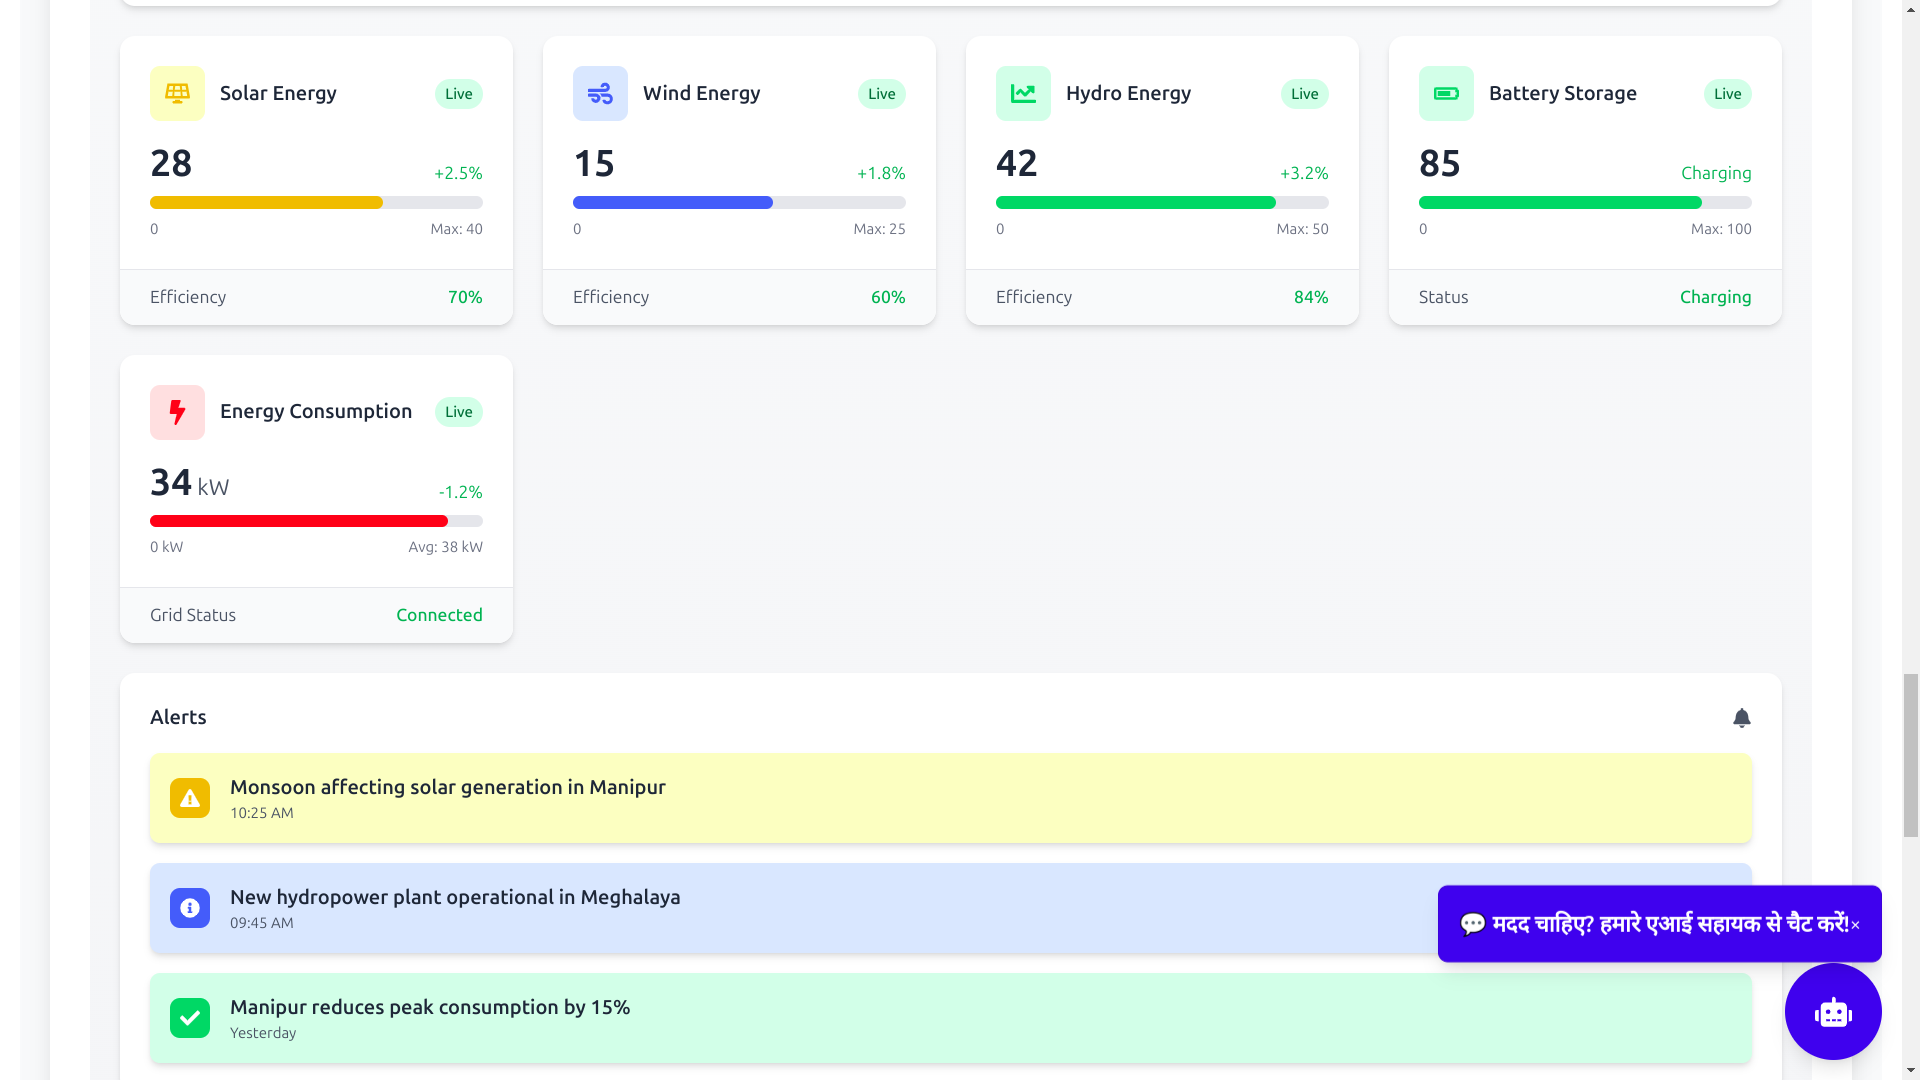 Solar Energy
Live
28
+2.5%
0
Max: 40
Efficiency
70%
Wind Energy
Live
15
+1.8%
0
Max: 25
Efficiency
60%
Hydro Energy
Live
42
+3.2%
0
Max: 50
Efficiency
84%
Battery Storage
Live
85
Charging
0
Max: 100
Status
Charging
Energy Consumption
Live
34 kW
-1.2%
0 kW
Avg: 38 kW
Grid Status
Connected
Alerts
Monsoon affecting solar generation in Manipur
10:25 AM
New hydropower plant operational in Meghalaya
09:45 AM
💬 मदद चाहिए? हमारे एआई सहायक से चैट करें!×
Manipur reduces peak consumption by 15%
Yesterday